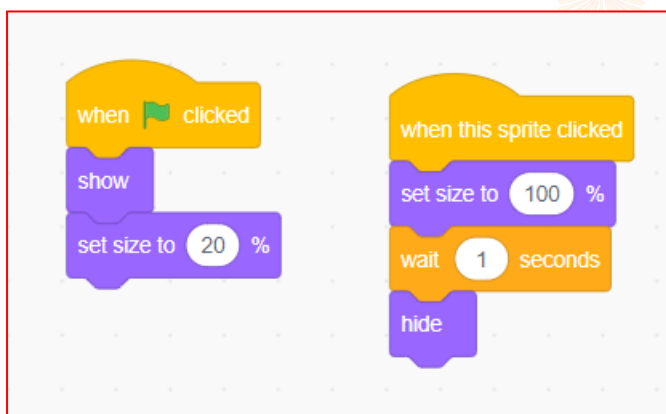 when clicked
show
set size to 20 %
when this sprite clicked
set size to 100 %
wait 1 seconds
hide